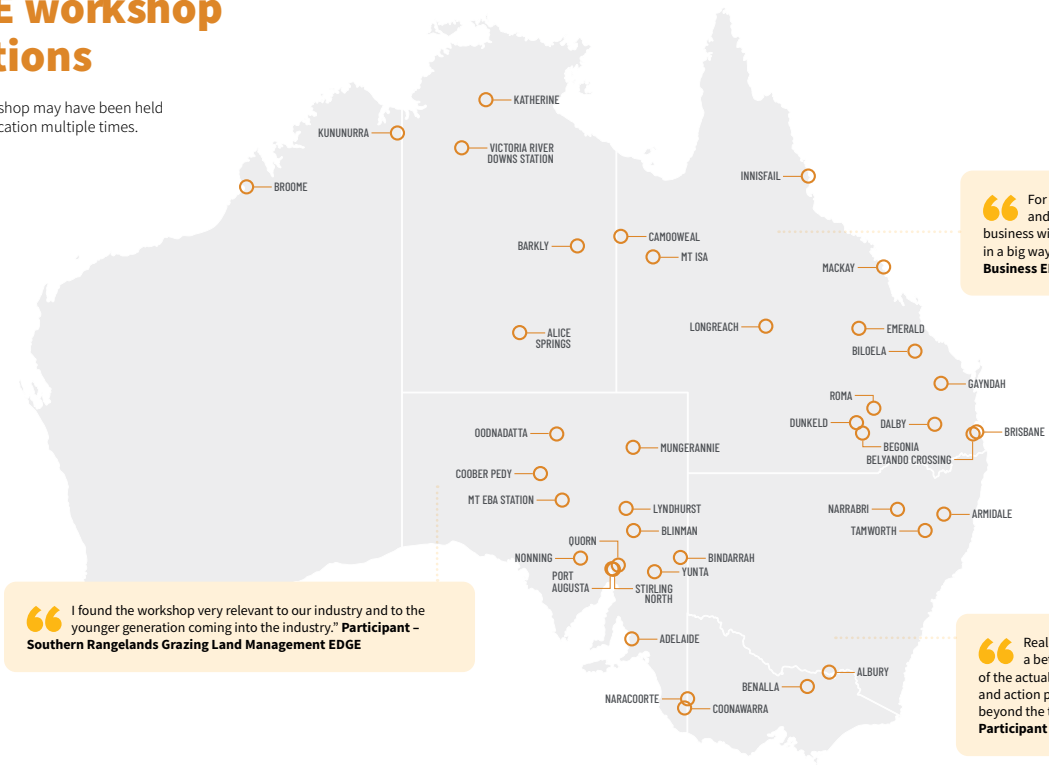 E workshop
tions
shop may have been held
cation multiple times.
KATHERINE
KUNUNURRA
VICTORIA RIVER
DOWNS STATION
BROOME
INNISFAIL
CAMOOWEAL
BARKLY
MT ISA
MACKAY
LONGREACH
EMERALD
ALICE
SPRINGS
BILOELA
GAYNDAH
ROMA
DUNKELD
DALBY
BRISBANE
OODNADATTA
MUNGERANNIE
BEGONIA
BELYANDO CROSSING
COOBER PEDY
MT EBA STATION
LYNDHURST
NARRABRI
ARMIDALE
BLINMAN
TAMWORTH
QUORN
NONNING
BINDARRAH
YUNTA
PORT
AUGUSTA
STIRLING
NORTH
ADELAIDE
ALBURY
BENALLA
NARACOORTE
COONAWARRA
“ For
and
business wi
in a big way
Business E
“ I found the workshop very relevant to our industry and to the
younger generation coming into the industry.” Participant –
Southern Rangelands Grazing Land Management EDGE
“ Real
a be
of the actual
and action p
beyond the
Participant